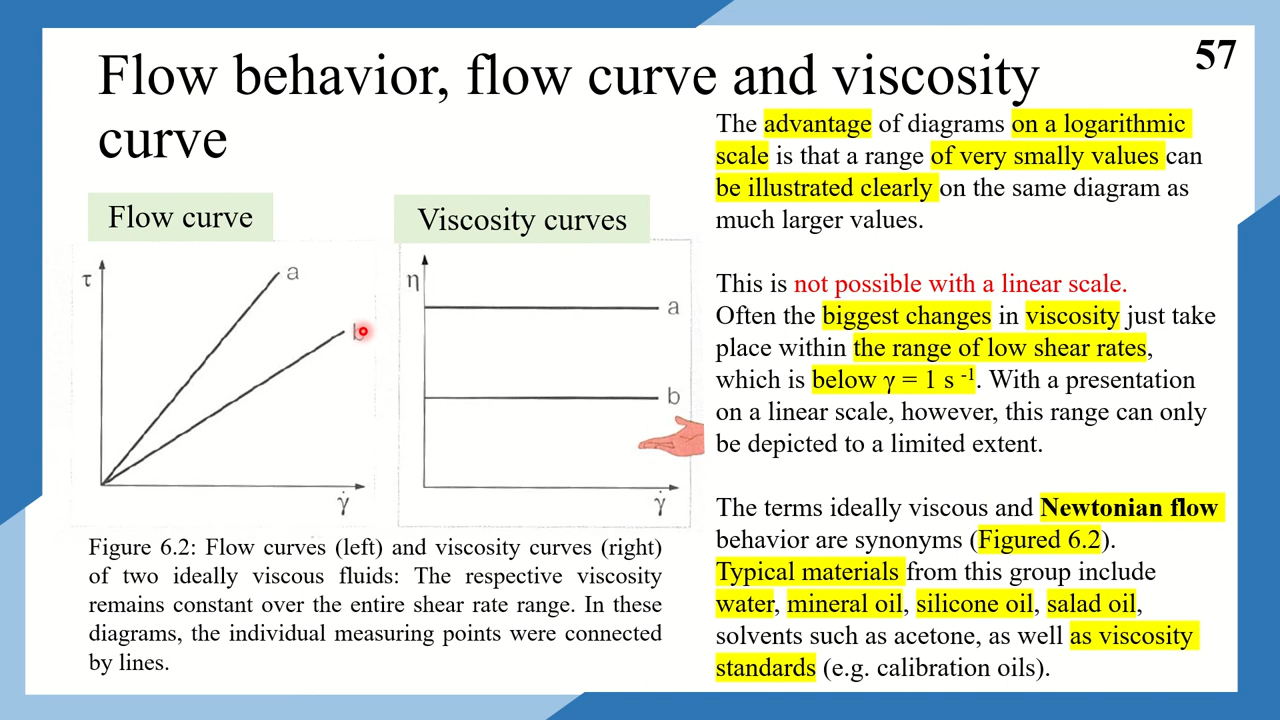 57
Flow behavior, flow curve and viscosity
curve
Flow curve
τ
a
b
γ̇
Viscosity curves
η
a
b
γ̇
Figure 6.2: Flow curves (left) and viscosity curves (right)
of two ideally viscous fluids: The respective viscosity
remains constant over the entire shear rate range. In these
diagrams, the individual measuring points were connected
by lines.
The advantage of diagrams on a logarithmic
scale is that a range of very smally values can
be illustrated clearly on the same diagram as
much larger values.
This is not possible with a linear scale.
Often the biggest changes in viscosity just take
place within the range of low shear rates,
which is below γ = 1 s -1. With a presentation
on a linear scale, however, this range can only
be depicted to a limited extent.
The terms ideally viscous and Newtonian flow
behavior are synonyms (Figured 6.2).
Typical materials from this group include
water, mineral oil, silicone oil, salad oil,
solvents such as acetone, as well as viscosity
standards (e.g. calibration oils).